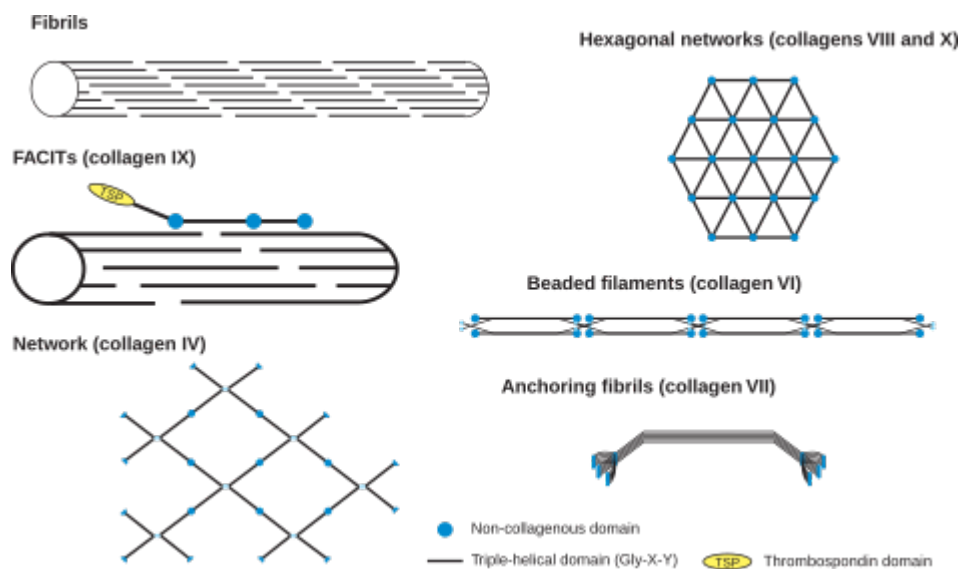 Fibrils
Hexagonal networks (collagens VIII and X)
FACITs (collagen IX)
TSP
Beaded filaments (collagen VI)
Network (collagen IV)
Anchoring fibrils (collagen VII)
Non-collagenous domain
Triple-helical domain (Gly-X-Y)
TSP Thrombospondin domain